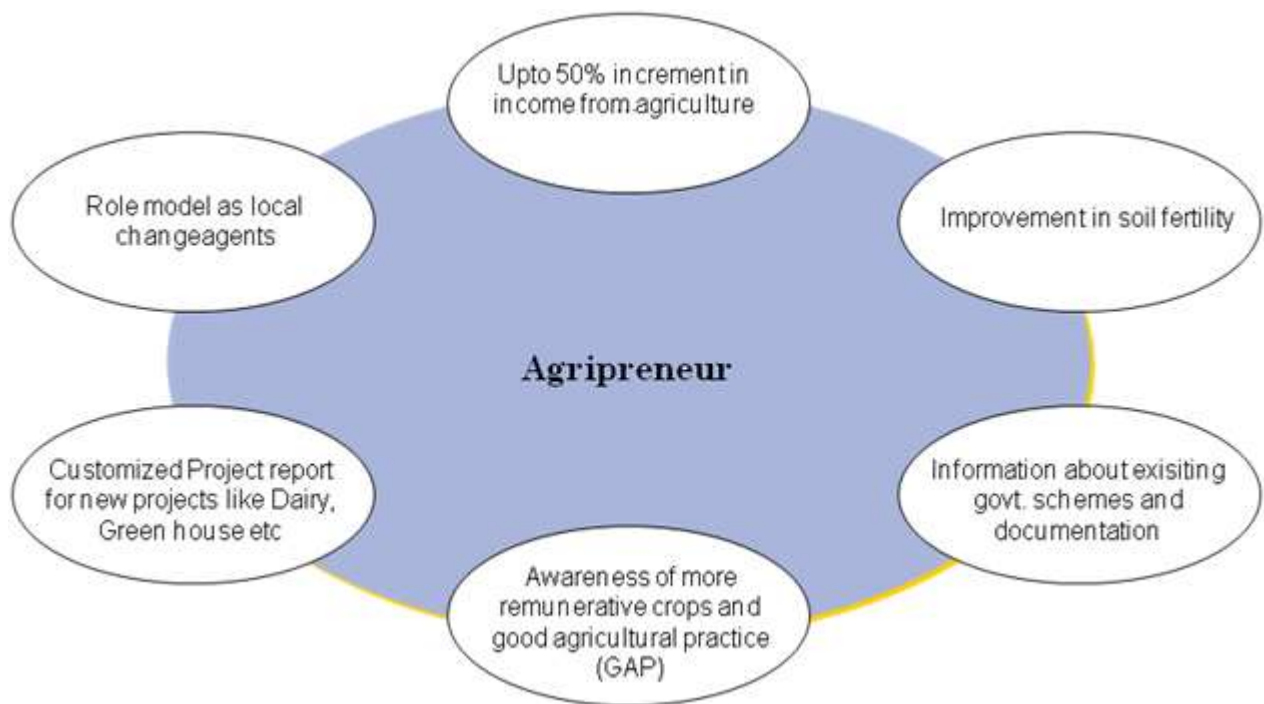 Upto 50% increment in
income from agriculture
Role model as local
changeagents
Improvement in soil fertility
Agripreneur
Customized Project report
for new projects like Dairy,
Green house etc
Information about exisiting
govt. schemes and
documentation
Awareness of more
remunerative crops and
good agricultural practice
(GAP)